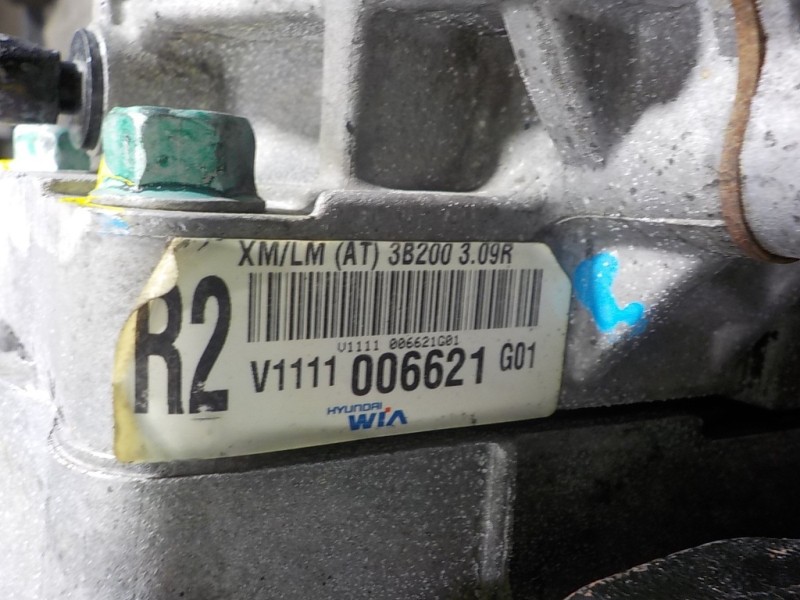 XM/LM (AT) 3B200 3.09R
R2
V1111 006621G01
V1111 006621 G01
HYUNDAI
WIA